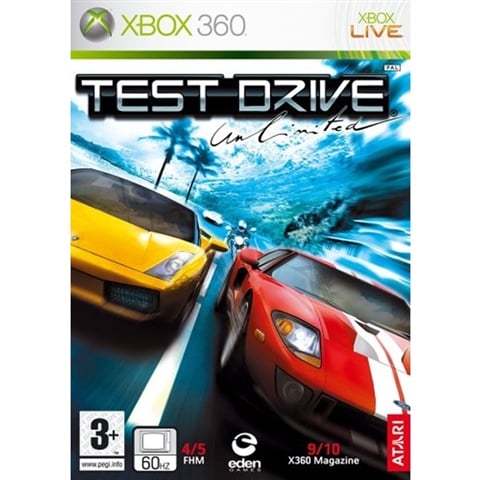 XBOX 360
XBOX
LIVE
PAL
TEST DRIVE
Unlimited
3+
www.pegi.info
60HZ
4/5
FHM
eden
GAMES
9/10
X360 Magazine
ATARI